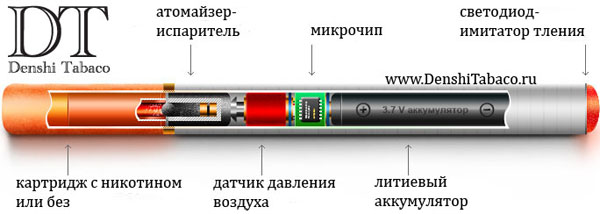 DT
Denshi Tabaco
атомайзер-
испаритель
микрочип
светодиод-
имитатор тления
www.DenshiTabaco.ru
+ 3.7 V аккумулятор −
картридж с никотином
или без
датчик давления
воздуха
литиевый
аккумулятор